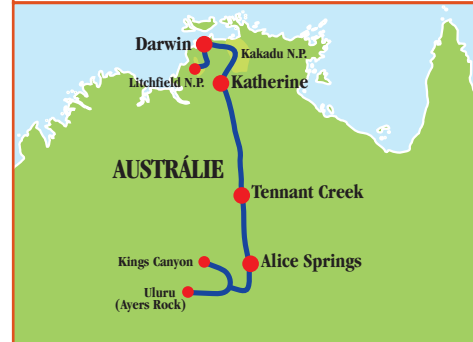 Darwin
Kakadu N.P.
Litchfield N.P.
Katherine
AUSTRÁLIE
Tennant Creek
Kings Canyon
Alice Springs
Uluru
(Ayers Rock)